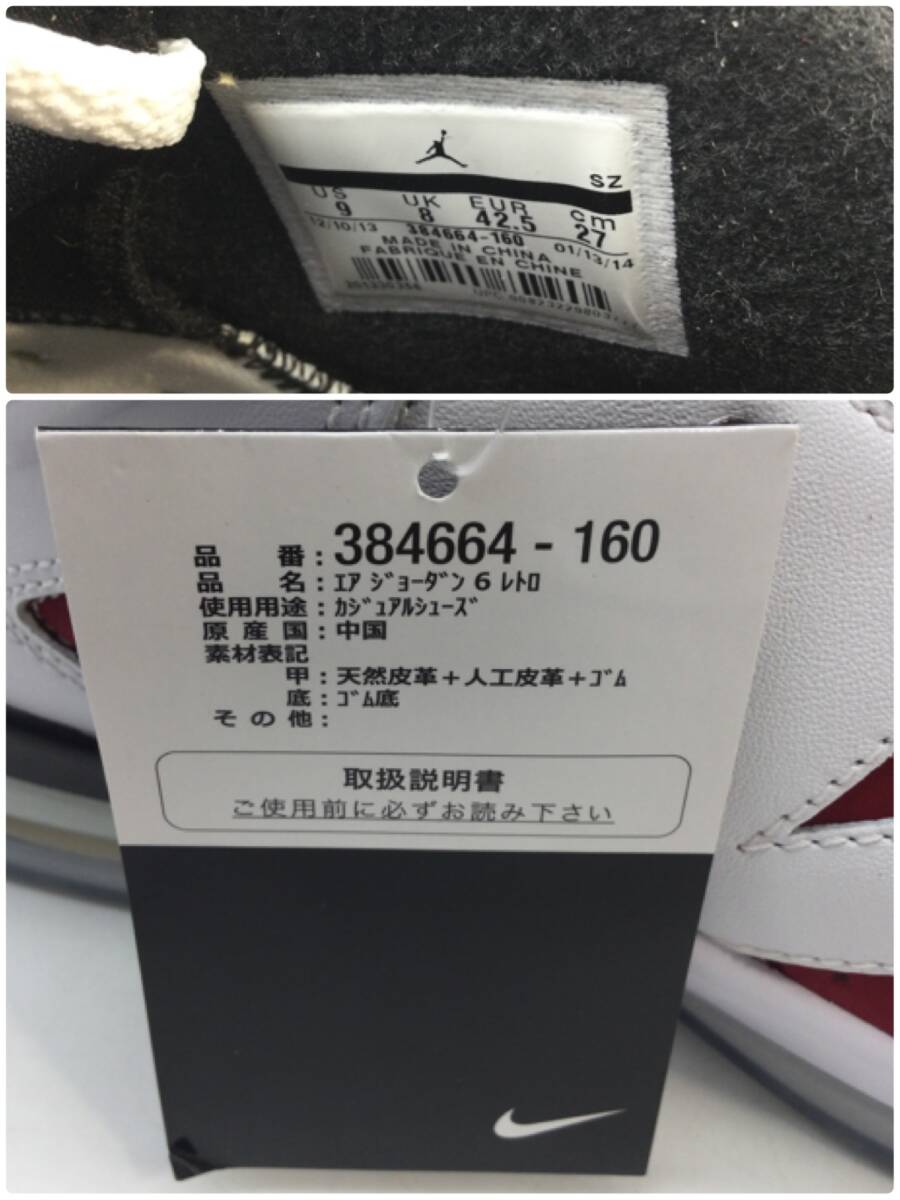 SZ
US UK EUR cm
9 8 42.5 27
12/10/13 384664-160 01/13/14
MADE IN CHINA
FABRIQUE EN CHINE
品 番：384664 - 160
品 名：ｴｱ ｼﾞｮｰﾀﾞﾝ 6 ﾚﾄﾛ
使用用途：ｶｼﾞｭｱﾙｼｭｰｽﾞ
原 産 国：中国
素材表記
甲：天然皮革＋人工皮革＋ｺﾞﾑ
底：ｺﾞﾑ底
そ の 他：
取扱説明書
ご使用前に必ずお読み下さい